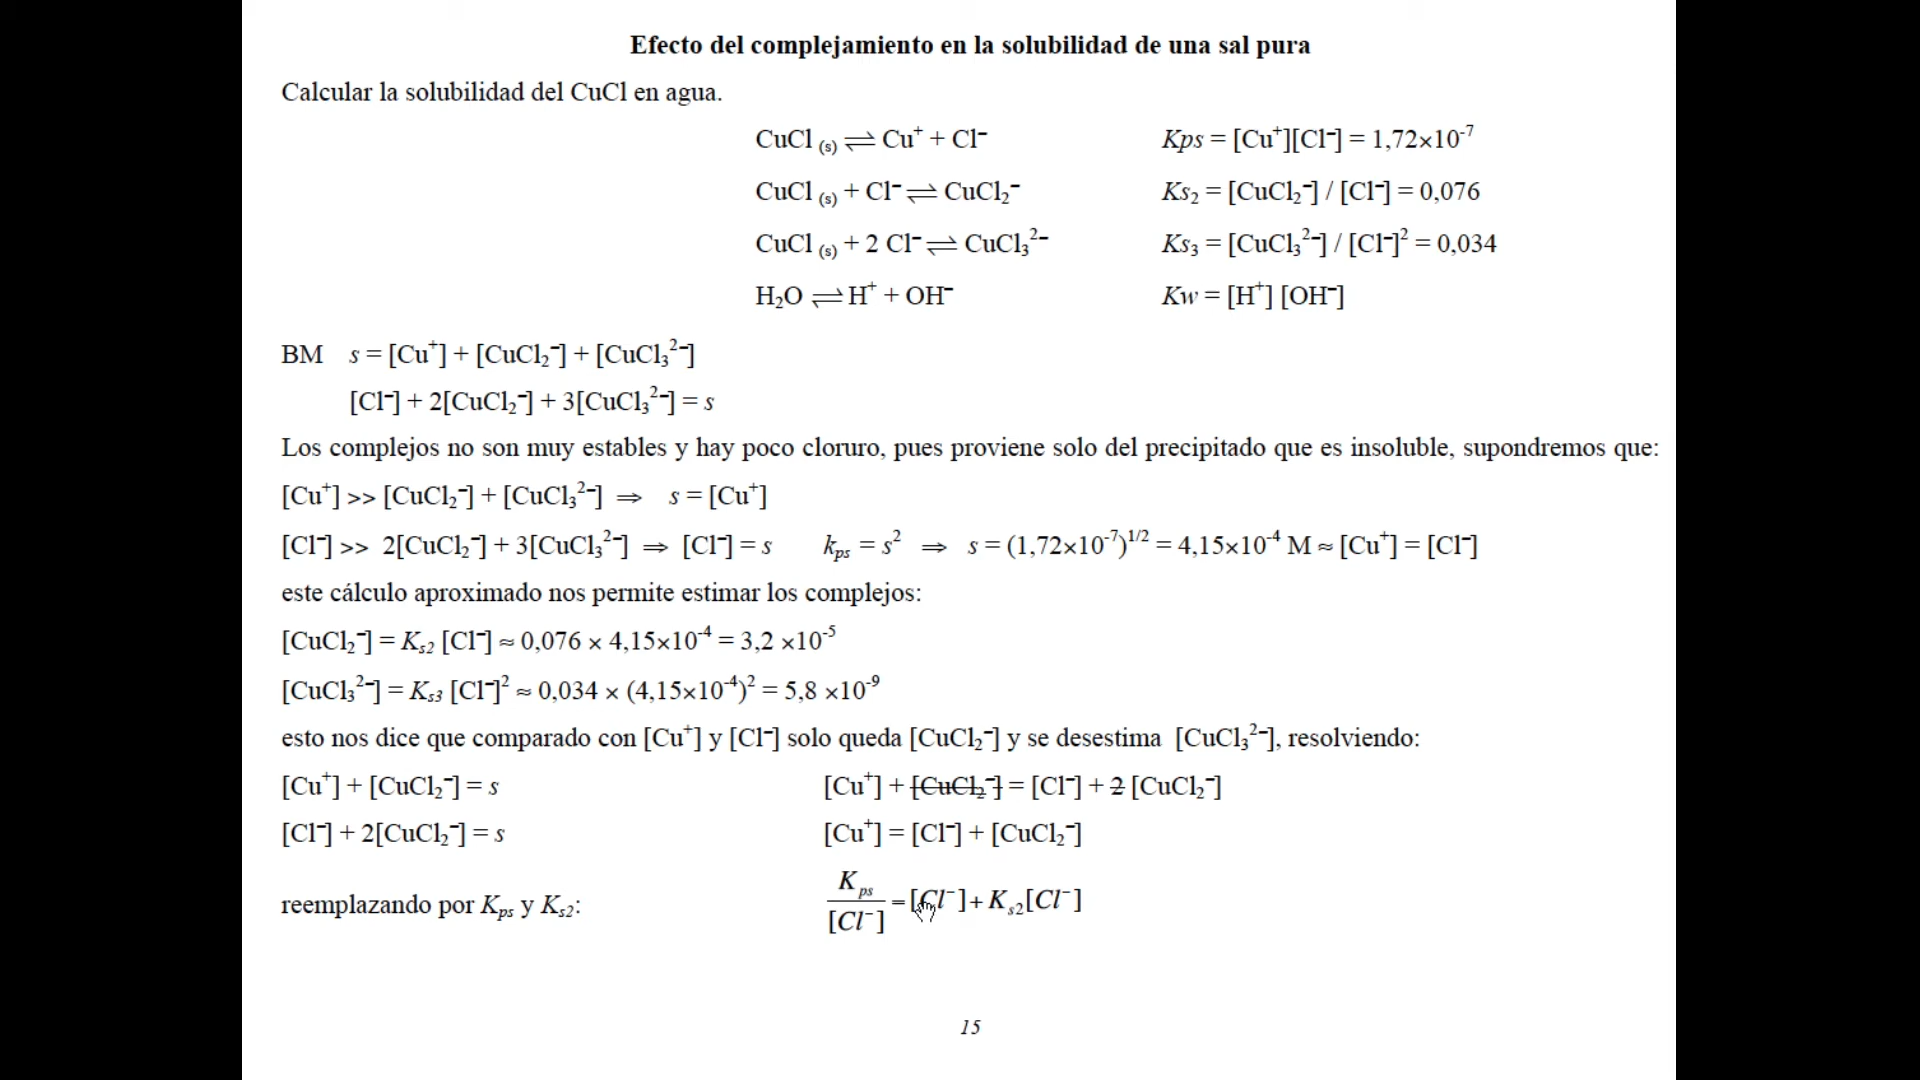 Efecto del complejamiento en la solubilidad de una sal pura
Calcular la solubilidad del CuCl en agua.
CuCl (s) ⇌ Cu⁺ + Cl⁻ Kps = [Cu⁺][Cl⁻] = 1,72×10⁻⁷
CuCl (s) + Cl⁻ ⇌ CuCl₂⁻ Ks₂ = [CuCl₂⁻] / [Cl⁻] = 0,076
CuCl (s) + 2 Cl⁻ ⇌ CuCl₃²⁻ Ks₃ = [CuCl₃²⁻] / [Cl⁻]² = 0,034
H₂O ⇌ H⁺ + OH⁻ Kw = [H⁺] [OH⁻]
BM s = [Cu⁺] + [CuCl₂⁻] + [CuCl₃²⁻]
[Cl⁻] + 2[CuCl₂⁻] + 3[CuCl₃²⁻] = s
Los complejos no son muy estables y hay poco cloruro, pues proviene solo del precipitado que es insoluble, supondremos que:
[Cu⁺] >> [CuCl₂⁻] + [CuCl₃²⁻] ⇒ s = [Cu⁺]
[Cl⁻] >> 2[CuCl₂⁻] + 3[CuCl₃²⁻] ⇒ [Cl⁻] = s kps = s² ⇒ s = (1,72×10⁻⁷)¹/² = 4,15×10⁻⁴ M ≈ [Cu⁺] = [Cl⁻]
este cálculo aproximado nos permite estimar los complejos:
[CuCl₂⁻] = Ks2 [Cl⁻] ≈ 0,076 × 4,15×10⁻⁴ = 3,2 ×10⁻⁵
[CuCl₃²⁻] = Ks3 [Cl⁻]² ≈ 0,034 × (4,15×10⁻⁴)² = 5,8 ×10⁻⁹
esto nos dice que comparado con [Cu⁺] y [Cl⁻] solo queda [CuCl₂⁻] y se desestima [CuCl₃²⁻], resolviendo:
[Cu⁺] + [CuCl₂⁻] = s [Cu⁺] + [CuCl₂⁻] = [Cl⁻] + 2 [CuCl₂⁻]
[Cl⁻] + 2[CuCl₂⁻] = s [Cu⁺] = [Cl⁻] + [CuCl₂⁻]
reemplazando por Kps y Ks2: Kps / [Cl⁻] = [Cl⁻] + Ks2[Cl⁻]
15